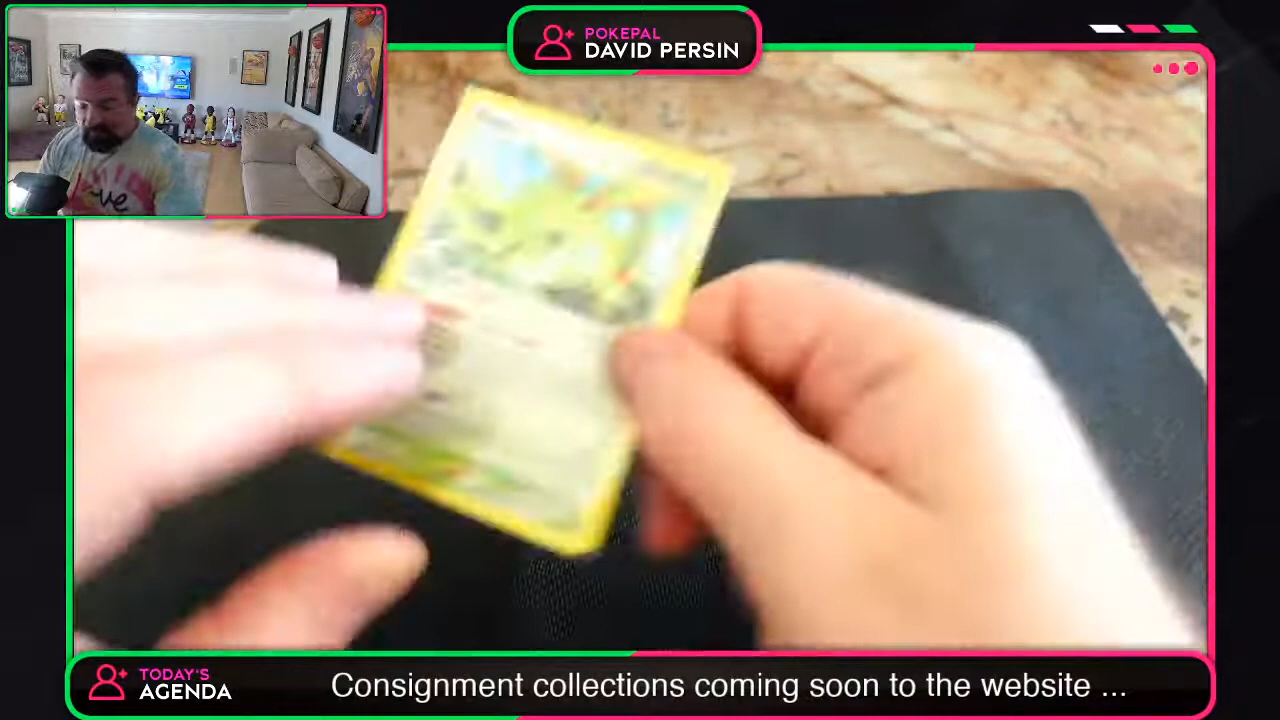 POKEPAL
DAVID PERSIN
TODAY'S
AGENDA
Consignment collections coming soon to the website ...